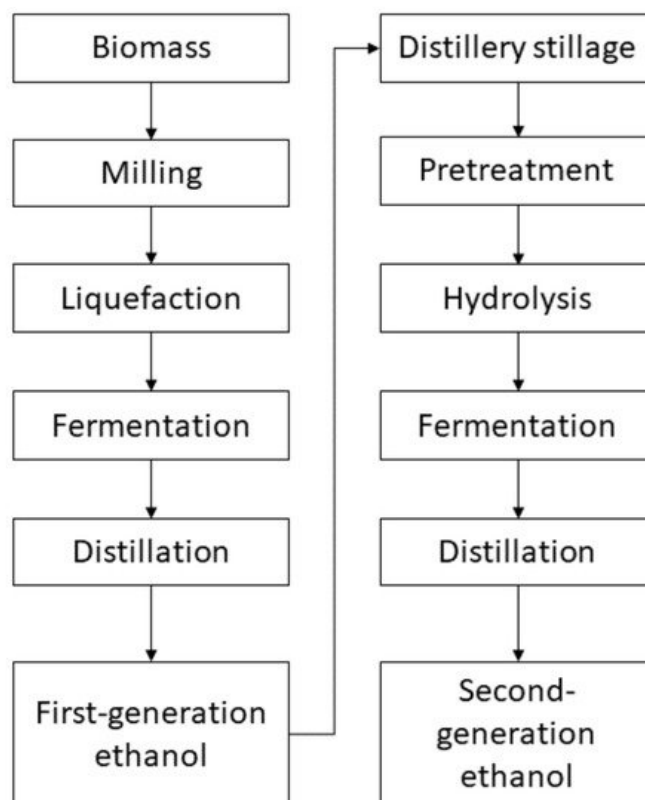 Biomass
Milling
Liquefaction
Fermentation
Distillation
First-generation
ethanol
Distillery stillage
Pretreatment
Hydrolysis
Fermentation
Distillation
Second-
generation
ethanol